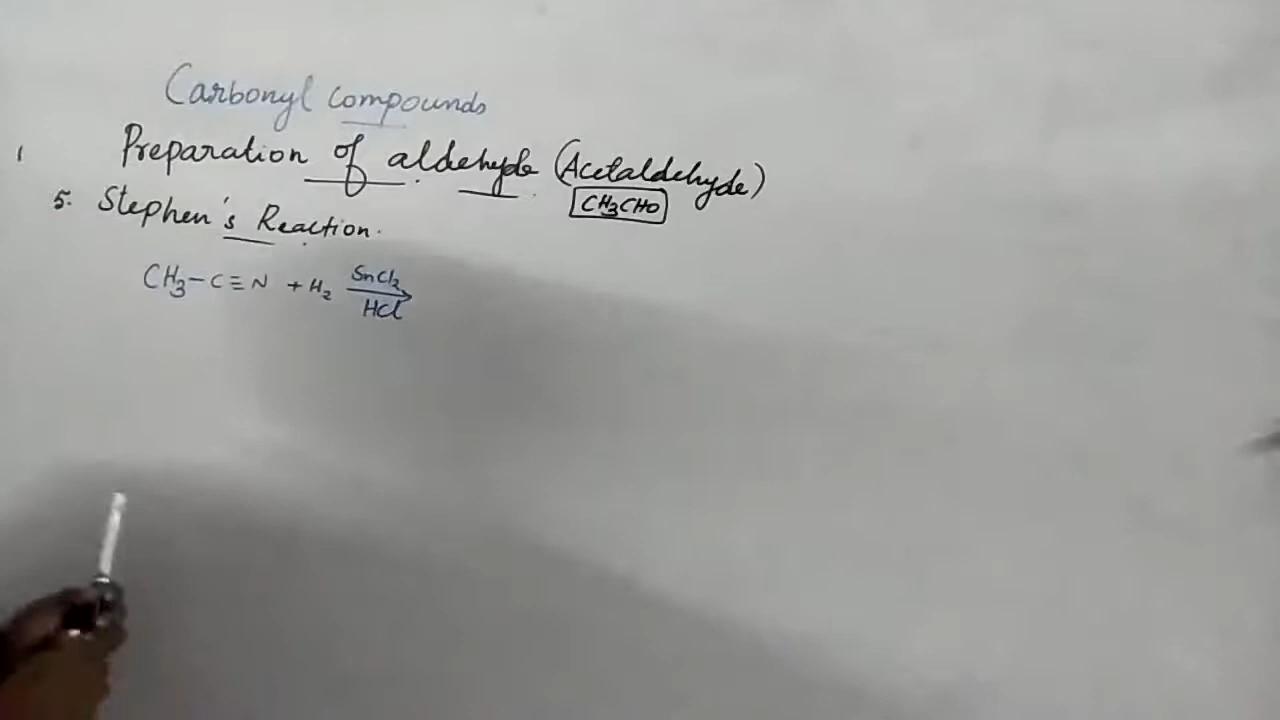 Carbonyl compounds
1 Preparation of aldehyde (Acetaldehyde)
CH3CHO
5. Stephen's Reaction.
CH3-C≡N + H2 SnCl2 HCl →